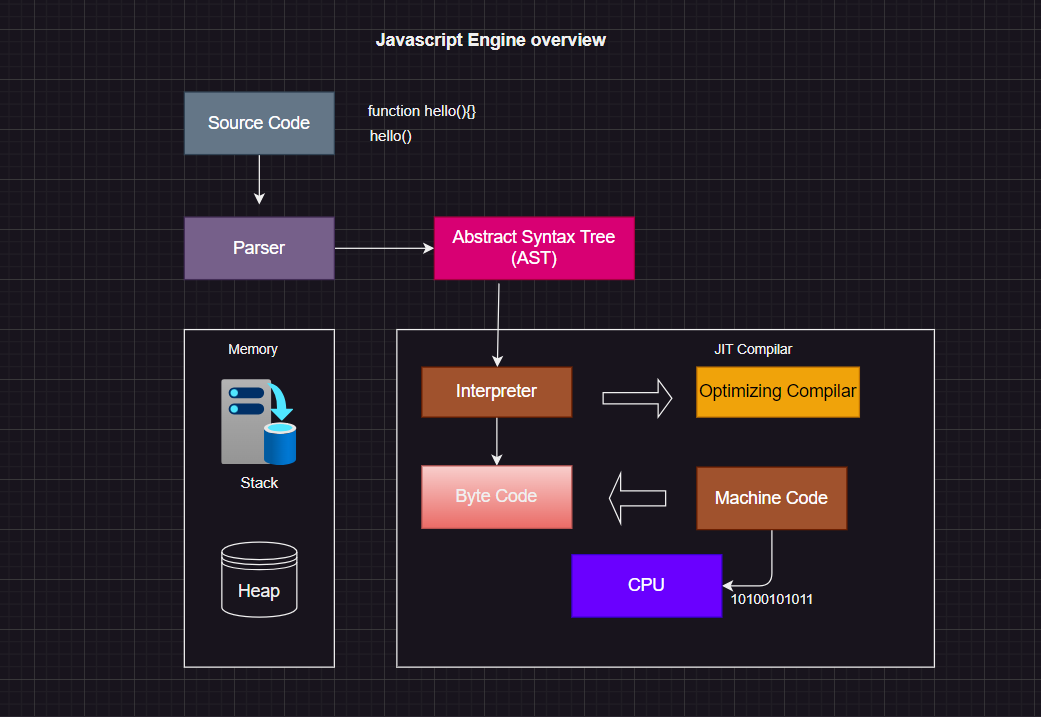 Javascript Engine overview
Source Code
function hello(){}
hello()
Parser
Abstract Syntax Tree
(AST)
Memory
Stack
Heap
JIT Compilar
Interpreter
Optimizing Compilar
Byte Code
Machine Code
CPU
10100101011